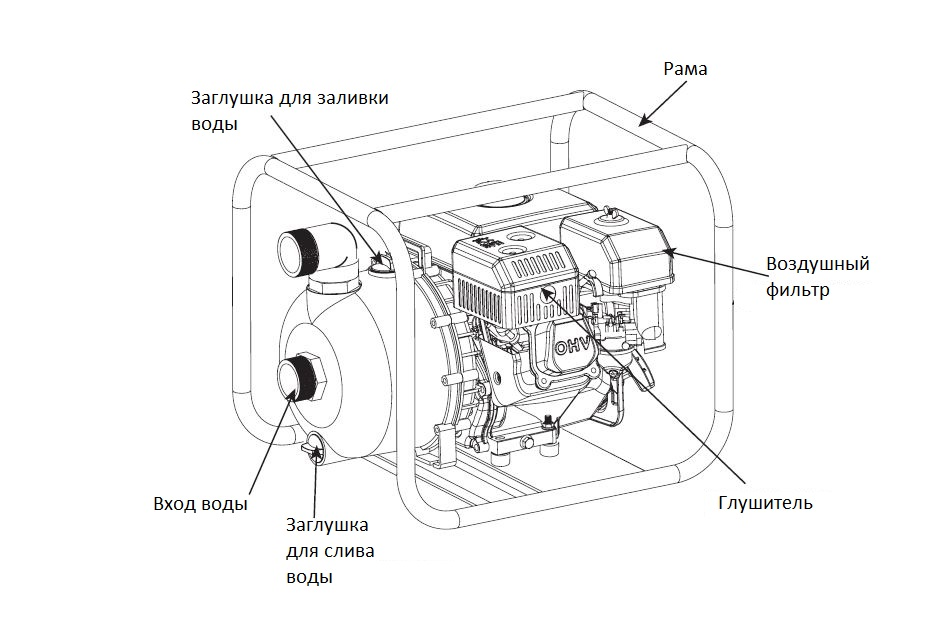 Рама
Заглушка для заливки
воды
Воздушный
фильтр
OHV
Вход воды
Глушитель
Заглушка
для слива
воды